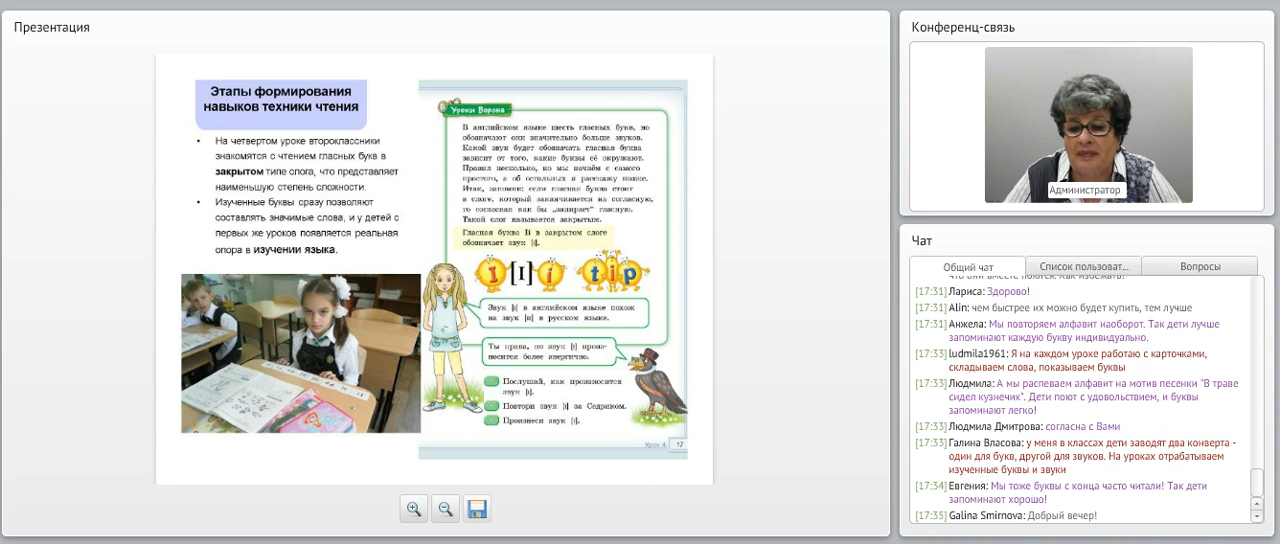 Презентация
Этапы формирования
навыков техники чтения
• На четвертом уроке второклассники
знакомятся с чтением гласных букв в
закрытом типе слога, что представляет
наименьшую степень сложности.
• Изученные буквы сразу позволяют
составлять значимые слова, и у детей с
первых же уроков появляется реальная
опора в изучении языка.
Уроки Ворона
В английском языке шесть гласных букв, но
обозначают они значительно больше звуков.
Какой звук будет обозначать гласная буква
зависит от того, какие буквы её окружают.
Правил несколько, но мы начнём с самого
простого, а об остальных я расскажу позже.
Итак, запомни: если гласная буква стоит
в слоге, который заканчивается на согласную,
то согласная как бы „запирает" гласную.
Такой слог называется закрытым.
Гласная буква Ii в закрытом слоге
обозначает звук [ı].
I [I] i tip
Звук [ı] в английском языке похож
на звук [и] в русском языке.
Ты права, но звук [ı] произ-
носится более энергично.
Послушай, как произносится
звук [ı].
Повтори звук [ı] за Седриком.
Произнеси звук [ı].
Урок 4 17
Конференц-связь
Администратор
Чат
Общий чат Список пользоват... Вопросы
[17:31] Лариса: Здорово!
[17:31] Alin: чем быстрее их можно будет купить, тем лучше
[17:31] Анжела: Мы повторяем алфавит наоборот. Так дети лучше
запоминают каждую букву индивидуально.
[17:33] ludmila1961: Я на каждом уроке работаю с карточками,
складываем слова, показываем буквы
[17:33] Людмила: А мы распеваем алфавит на мотив песенки "В траве
сидел кузнечик". Дети поют с удовольствием, и буквы
запоминают легко!
[17:33] Людмила Дмитрова: согласна с Вами
[17:33] Галина Власова: у меня в классах дети заводят два конверта -
один для букв, другой для звуков. На уроках отрабатываем
изученные буквы и звуки
[17:34] Евгения: Мы тоже буквы с конца часто читали! Так дети
запоминают хорошо!
[17:35] Galina Smirnova: Добрый вечер!